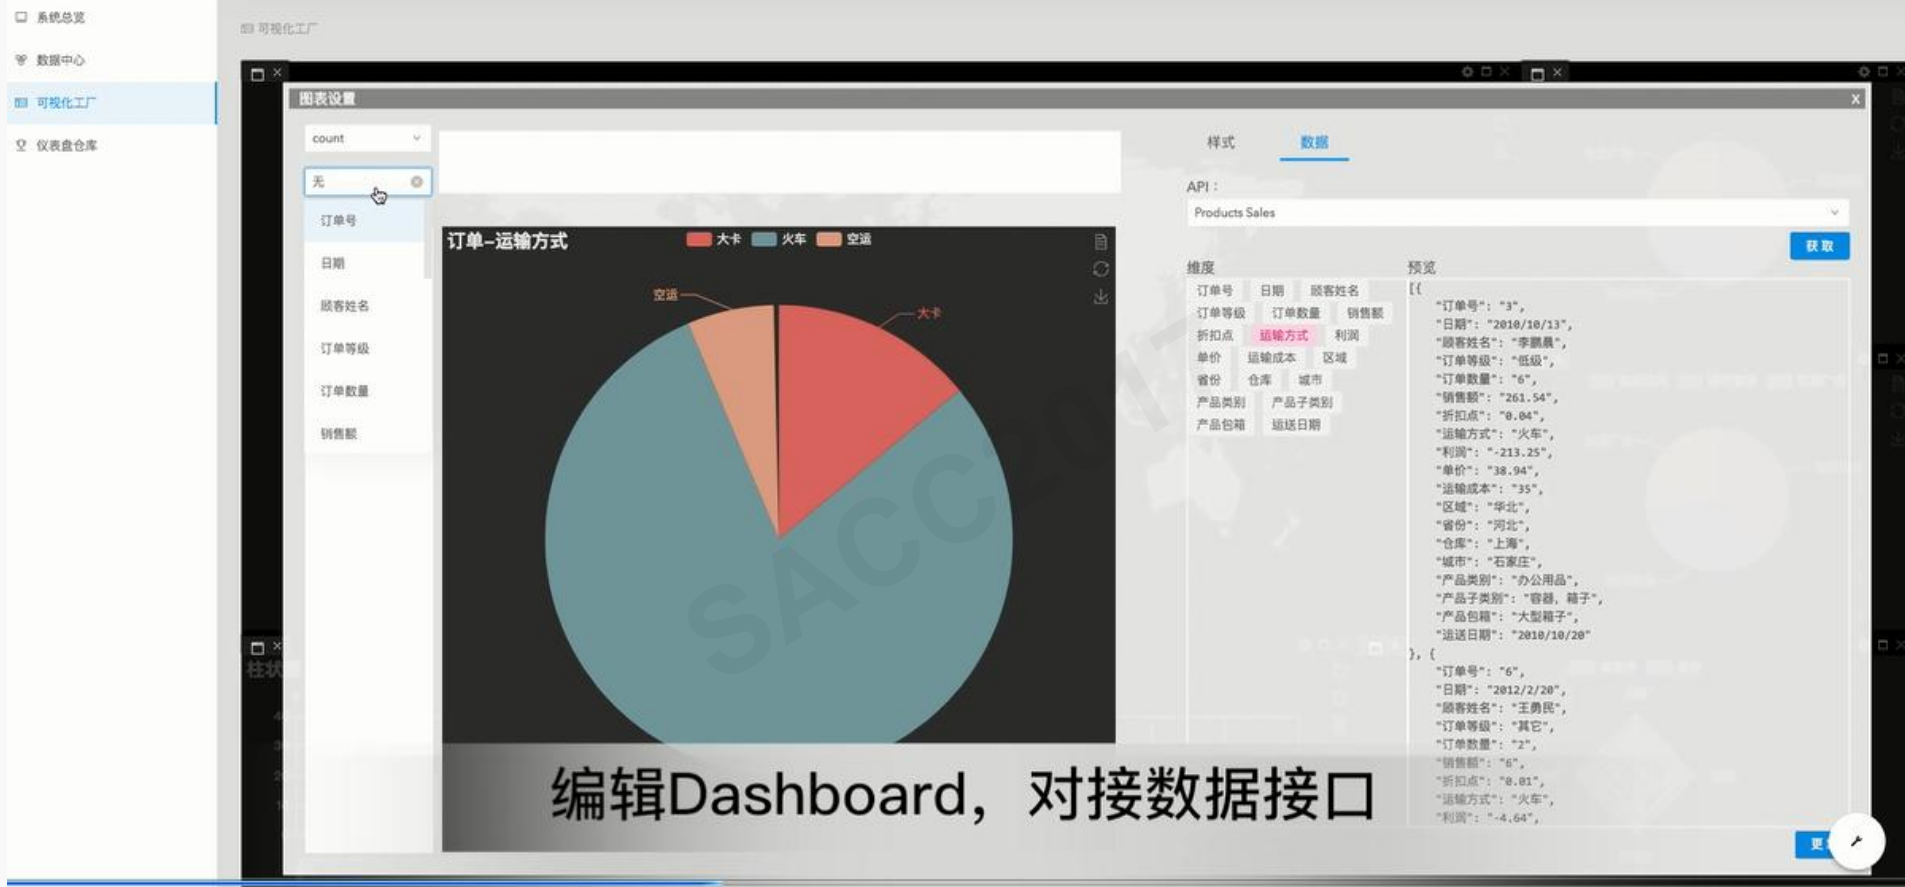 系统总览
数据中心
可视化工厂
仪表盘仓库
可视化工厂
图表设置
X
count
无
订单号
日期
顾客姓名
订单等级
订单数量
销售额
订单-运输方式
大卡 火车 空运
空运
大卡
样式 数据
API：
Products Sales
获取
维度
订单号 日期 顾客姓名
订单等级 订单数量 销售额
折扣点 运输方式 利润
单价 运输成本 区域
省份 仓库 城市
产品类别 产品子类别
产品包箱 运送日期
预览
[{
"订单号": "3",
"日期": "2010/10/13",
"顾客姓名": "李鹏晨",
"订单等级": "低级",
"订单数量": "6",
"销售额": "261.54",
"折扣点": "0.04",
"运输方式": "火车",
"利润": "-213.25",
"单价": "38.94",
"运输成本": "35",
"区域": "华北",
"省份": "河北",
"仓库": "上海",
"城市": "石家庄",
"产品类别": "办公用品",
"产品子类别": "容器, 箱子",
"产品包箱": "大型箱子",
"运送日期": "2010/10/20"
}, {
"订单号": "6",
"日期": "2012/2/20",
"顾客姓名": "王勇民",
"订单等级": "其它",
"订单数量": "2",
"销售额": "6",
"折扣点": "0.01",
"运输方式": "火车",
"利润": "-4.64",
更
柱状
编辑Dashboard，对接数据接口
SACC2017